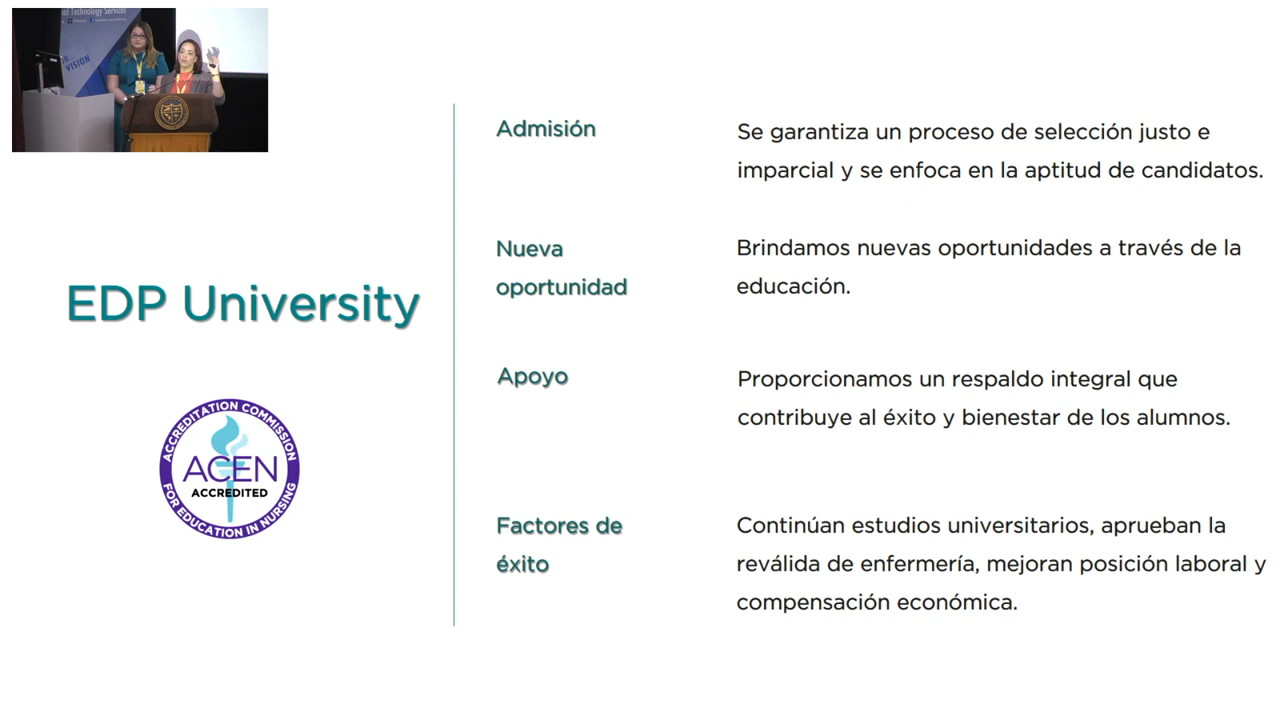 al Technology Services
VISION
EDP University
ACCREDITATION COMMISSION
ACEN
ACCREDITED
FOR EDUCATION IN NURSING
Admisión
Se garantiza un proceso de selección justo e
imparcial y se enfoca en la aptitud de candidatos.
Nueva
oportunidad
Brindamos nuevas oportunidades a través de la
educación.
Apoyo
Proporcionamos un respaldo integral que
contribuye al éxito y bienestar de los alumnos.
Factores de
éxito
Continúan estudios universitarios, aprueban la
reválida de enfermería, mejoran posición laboral y
compensación económica.